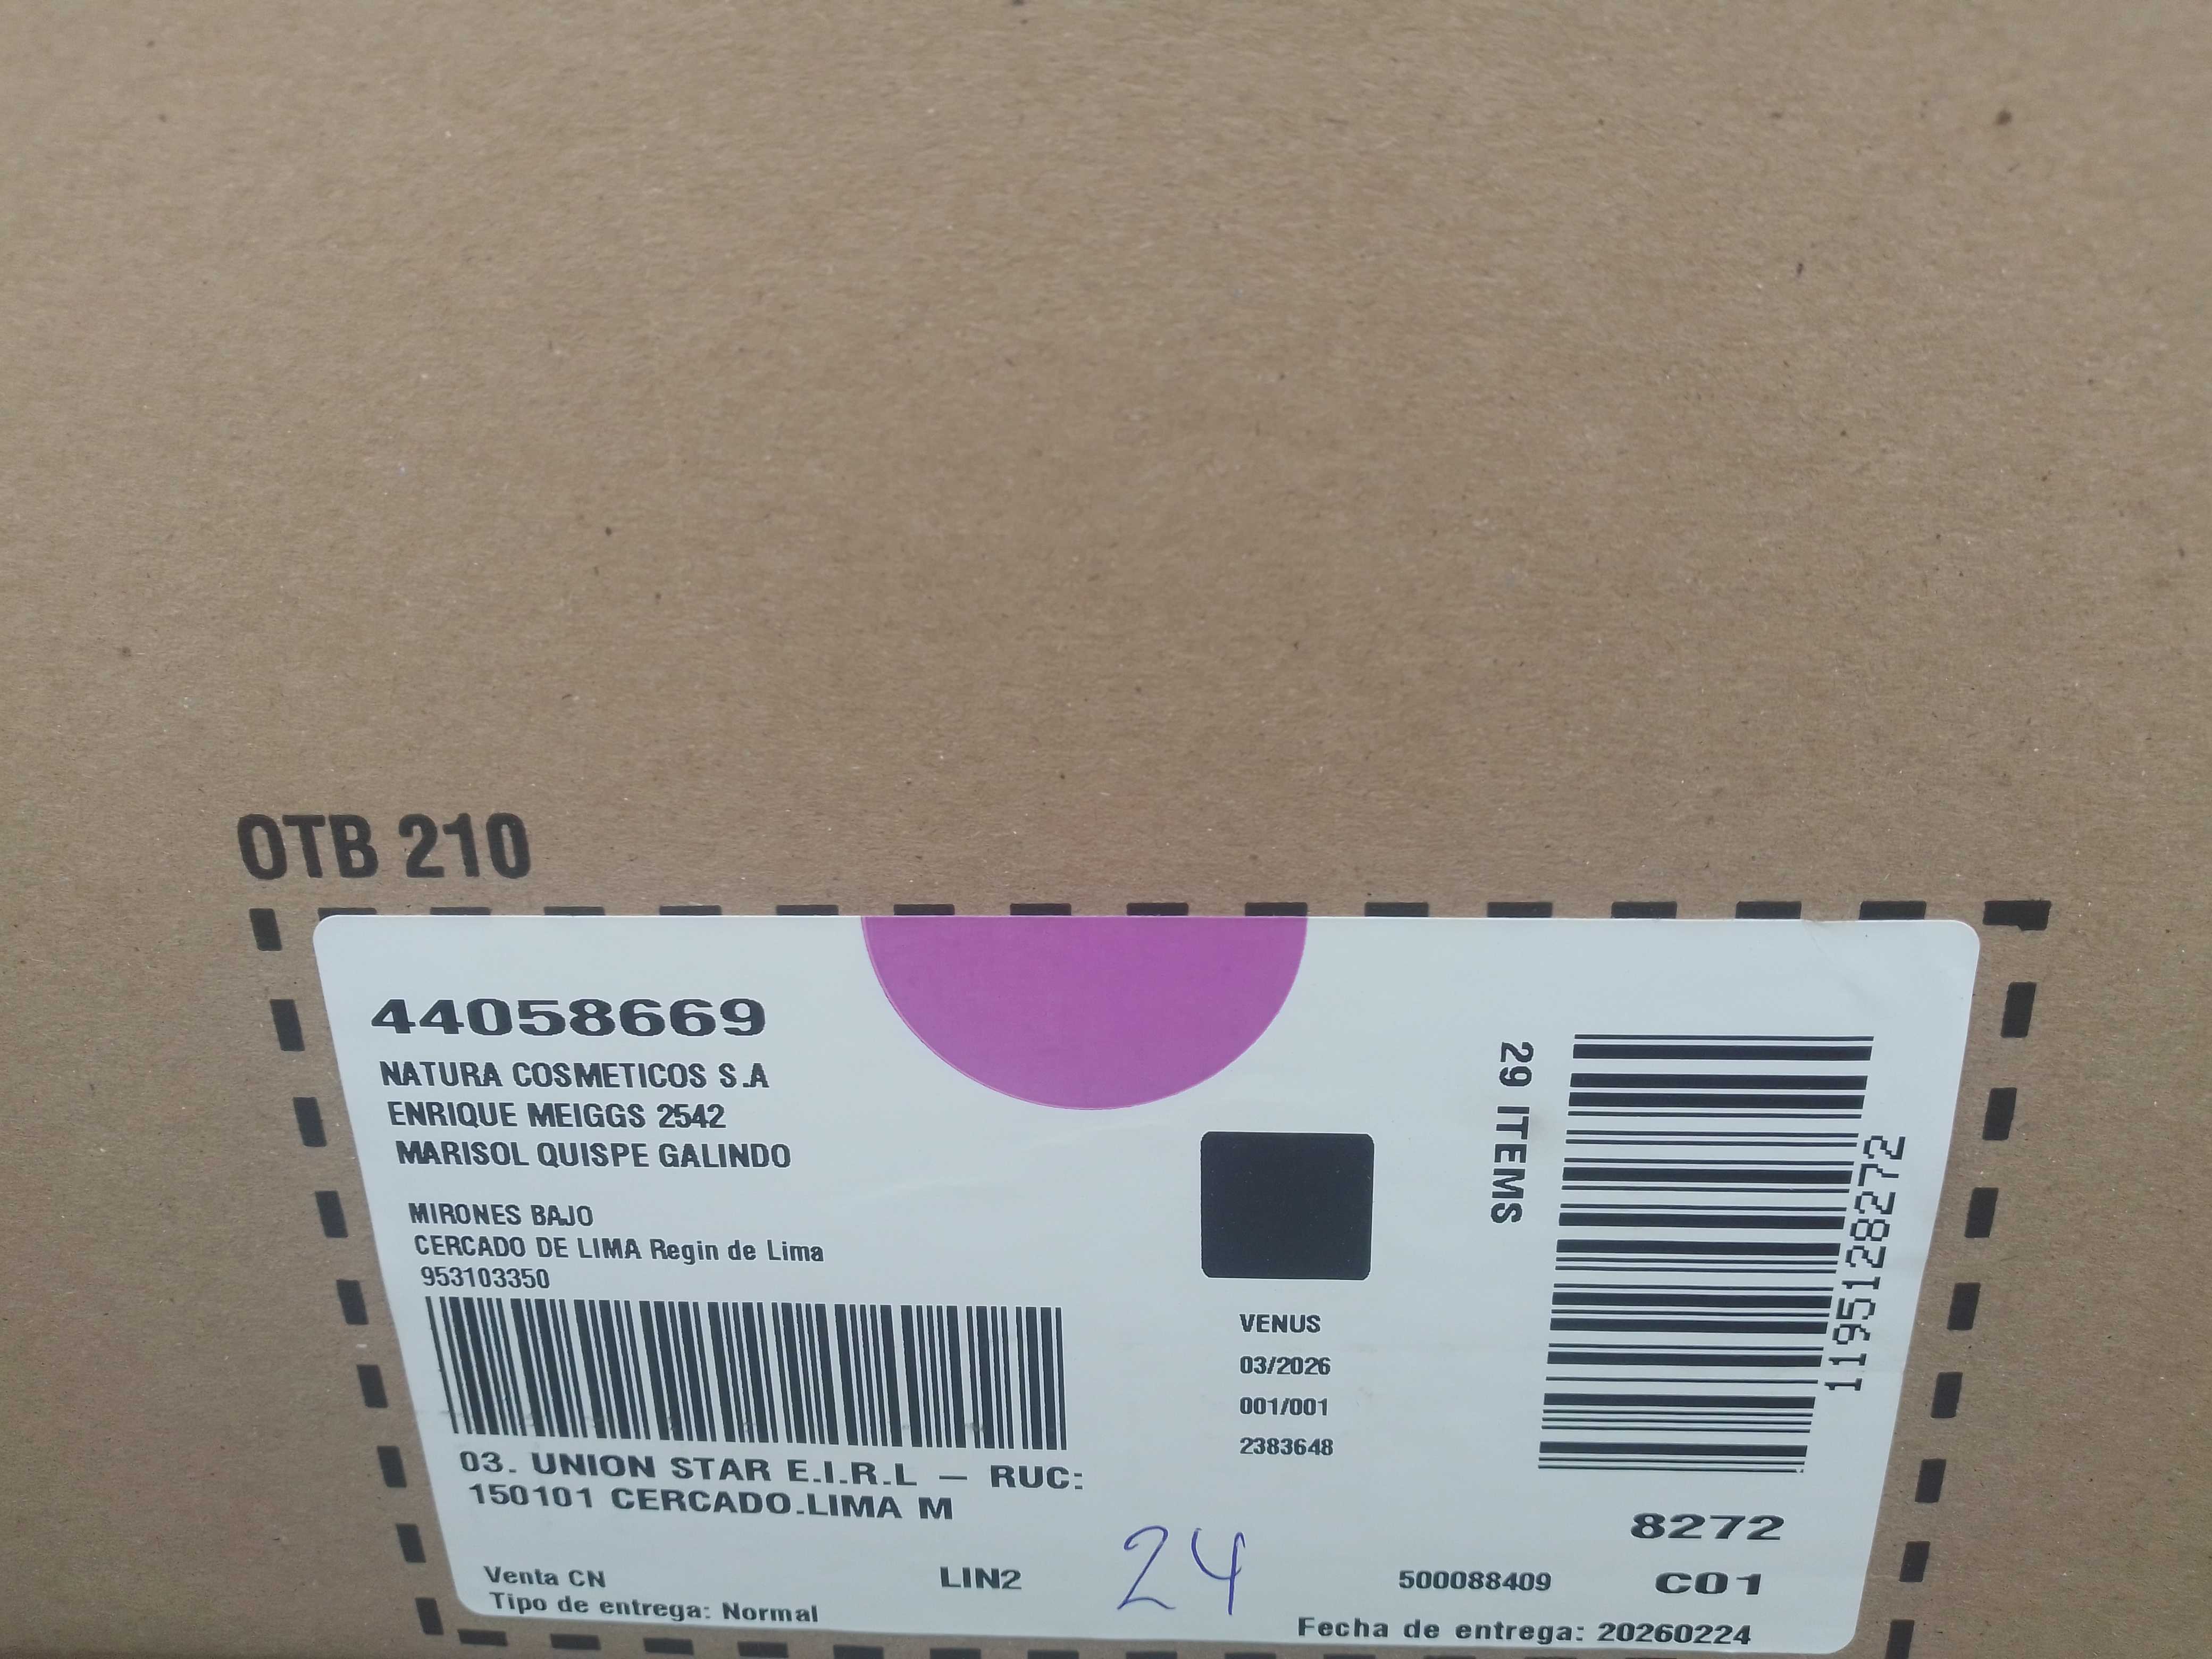 OTB 210
44058669
NATURA COSMETICOS S.A
ENRIQUE MEIGGS 2542
MARISOL QUISPE GALINDO
MIRONES BAJO
CERCADO DE LIMA Regin de Lima
953103350
03. UNION STAR E.I.R.L – RUC:
150101 CERCADO.LIMA M
Venta CN
Tipo de entrega: Normal
LIN2
24
VENUS
03/2026
001/001
2383648
29 ITEMS
1195128272
8272
500088409
C01
Fecha de entrega: 20260224